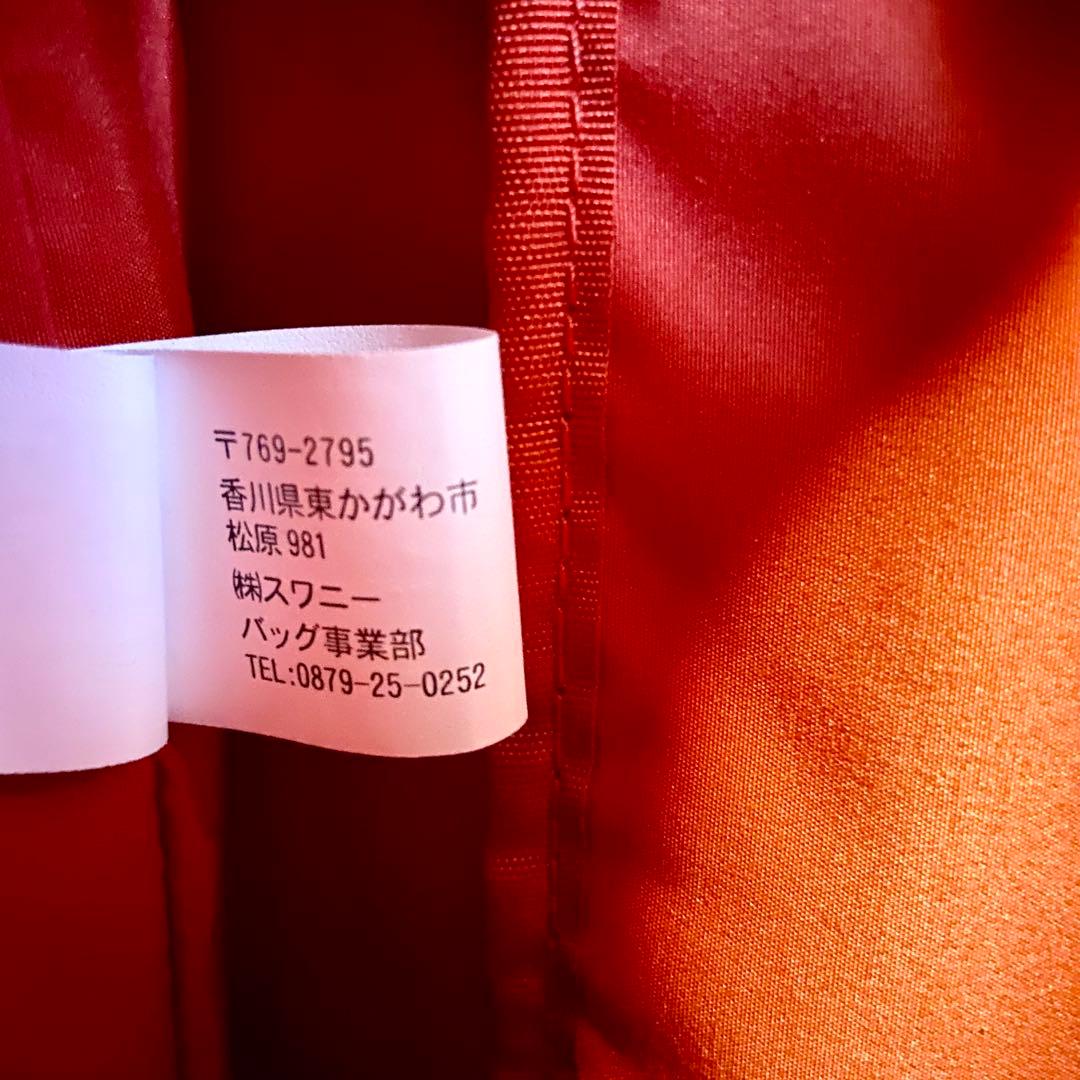 〒769-2795
香川県東かがわ市
松原981
㈱スワニー
バッグ事業部
TEL:0879-25-0252